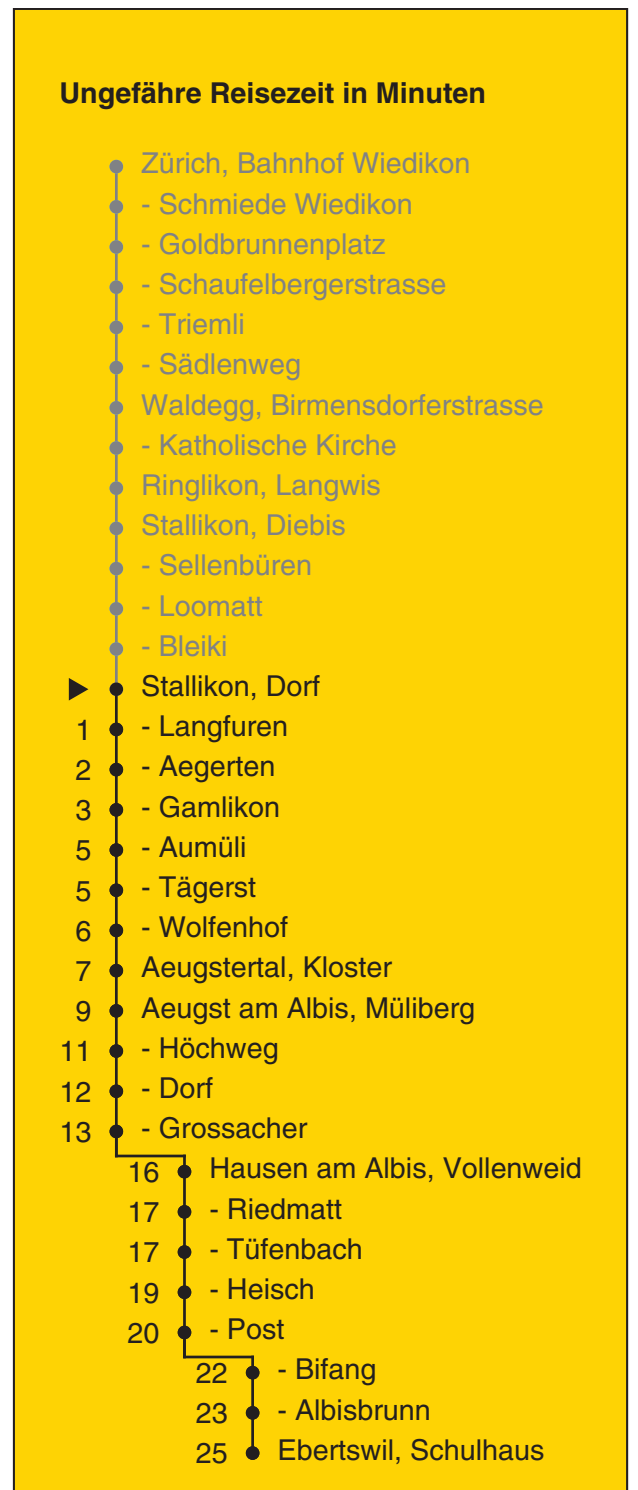 Ungefähre Reisezeit in Minuten
Zürich, Bahnhof Wiedikon
- Schmiede Wiedikon
- Goldbrunnenplatz
- Schaufelbergerstrasse
- Triemli
- Sädlenweg
Waldegg, Birmensdorferstrasse
- Katholische Kirche
Ringlikon, Langwis
Stallikon, Diebis
- Sellenbüren
- Loomatt
- Bleiki
Stallikon, Dorf
1 - Langfuren
2 - Aegerten
3 - Gamlikon
5 - Aumüli
5 - Tägerst
6 - Wolfenhof
7 Aeugstertal, Kloster
9 Aeugst am Albis, Müliberg
11 - Höchweg
12 - Dorf
13 - Grossacher
16 Hausen am Albis, Vollenweid
17 - Riedmatt
17 - Tüfenbach
19 - Heisch
20 - Post
22 - Bifang
23 - Albisbrunn
25 Ebertswil, Schulhaus